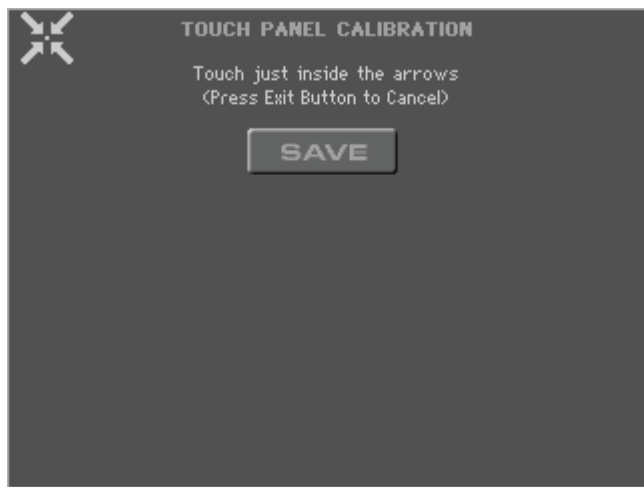 TOUCH PANEL CALIBRATION
Touch just inside the arrows
(Press Exit Button to Cancel)
SAVE